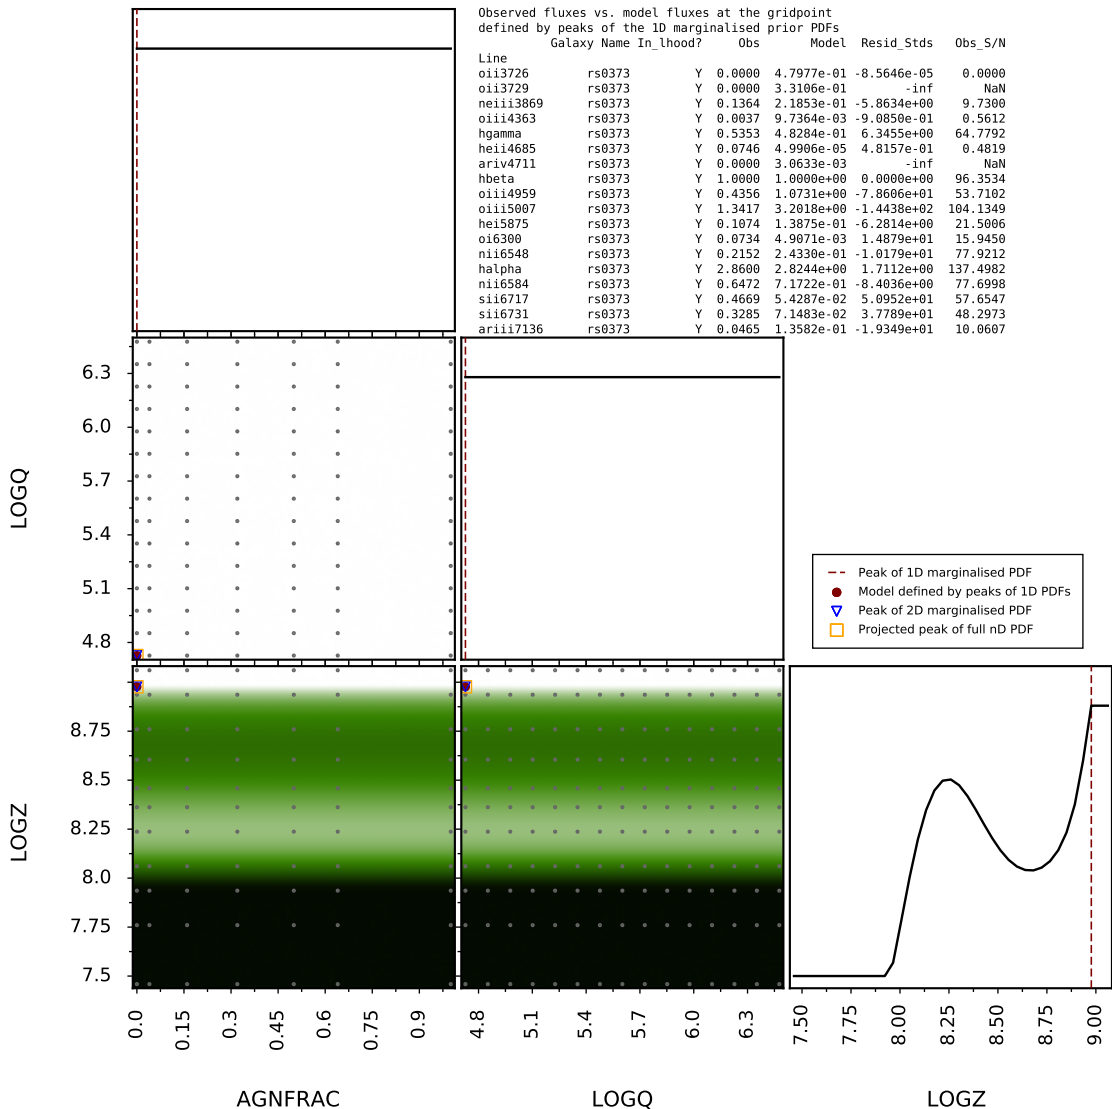 Observed fluxes vs. model fluxes at the gridpoint
defined by peaks of the 1D marginalised prior PDFs
Galaxy Name In_lhood? Obs Model Resid_Stds Obs_S/N
Line
oii3726 rs0373 Y 0.0000 4.7977e-01 -8.5646e-05 0.0000
oii3729 rs0373 Y 0.0000 3.3106e-01 -inf NaN
neiii3869 rs0373 Y 0.1364 2.1853e-01 -5.8634e+00 9.7300
oiii4363 rs0373 Y 0.0037 9.7364e-03 -9.0850e-01 0.5612
hgamma rs0373 Y 0.5353 4.8284e-01 6.3455e+00 64.7792
heii4685 rs0373 Y 0.0746 4.9906e-05 4.8157e-01 0.4819
ariv4711 rs0373 Y 0.0000 3.0633e-03 -inf NaN
hbeta rs0373 Y 1.0000 1.0000e+00 0.0000e+00 96.3534
oiii4959 rs0373 Y 0.4356 1.0731e+00 -7.8606e+01 53.7102
oiii5007 rs0373 Y 1.3417 3.2018e+00 -1.4438e+02 104.1349
hei5875 rs0373 Y 0.1074 1.3875e-01 -6.2814e+00 21.5006
oi6300 rs0373 Y 0.0734 4.9071e-03 1.4879e+01 15.9450
nii6548 rs0373 Y 0.2152 2.4330e-01 -1.0179e+01 77.9212
halpha rs0373 Y 2.8600 2.8244e+00 1.7112e+00 137.4982
nii6584 rs0373 Y 0.6472 7.1722e-01 -8.4036e+00 77.6998
sii6717 rs0373 Y 0.4669 5.4287e-02 5.0952e+01 57.6547
sii6731 rs0373 Y 0.3285 7.1483e-02 3.7789e+01 48.2973
ariii7136 rs0373 Y 0.0465 1.3582e-01 -1.9349e+01 10.0607
6.3
6.0
5.7
5.4
5.1
4.8
LOGQ
Peak of 1D marginalised PDF
Model defined by peaks of 1D PDFs
Peak of 2D marginalised PDF
Projected peak of full nD PDF
8.75
8.5
8.25
8.0
7.75
7.5
LOGZ
0.0 0.15 0.3 0.45 0.6 0.75 0.9
4.8 5.1 5.4 5.7 6.0 6.3
7.50 7.75 8.00 8.25 8.50 8.75 9.00
AGNFRAC LOGQ LOGZ